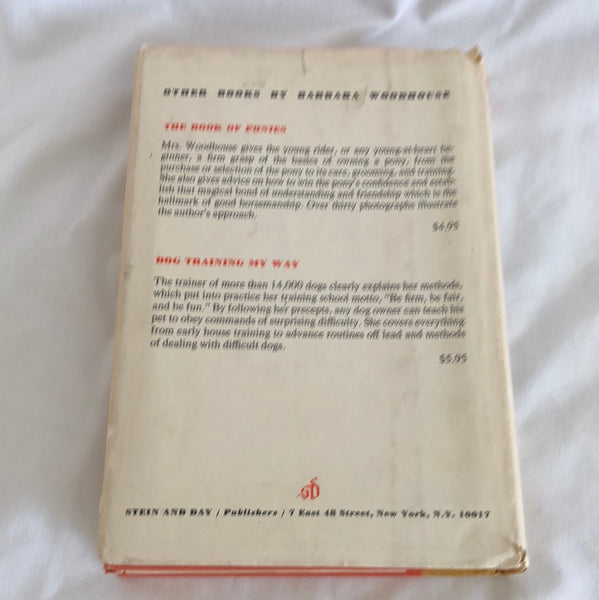 OTHER BOOKS BY BARBARA WOODHOUSE
THE BOOK OF PONIES
Mrs. Woodhouse gives the young rider, or any young-at-heart be-
ginner, a firm grasp of the basics of owning a pony, from the
purchase or selection of the pony to its care, grooming, and training.
She also gives advice on how to win the pony's confidence and estab-
lish that magical bond of understanding and friendship which is the
hallmark of good horsemanship. Over thirty photographs illustrate
the author's approach.
$4.95
DOG TRAINING MY WAY
The trainer of more than 14,000 dogs clearly explains her methods,
which put into practice her training school motto, "Be firm, be fair,
and be fun." By following her precepts, any dog owner can teach his
pet to obey commands of surprising difficulty. She covers everything
from early house training to advance routines off lead and methods
of dealing with difficult dogs.
$5.95
SD
STEIN AND DAY / Publishers / 7 East 48 Street, New York, N.Y. 10017